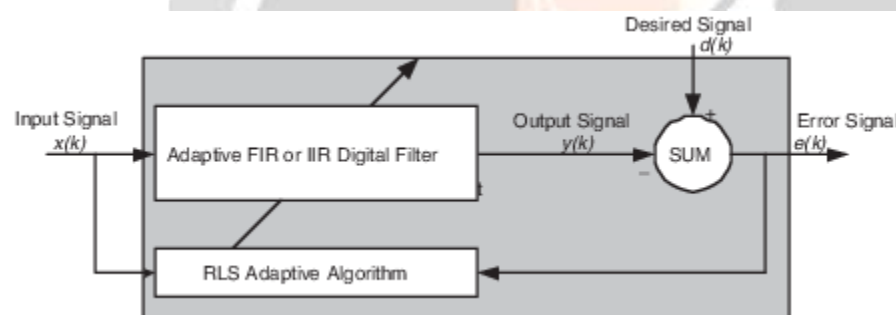 Desired Signal
d(k)
+
Input Signal
x(k)
Adaptive FIR or IIR Digital Filter
Output Signal
y(k)
−
SUM
Error Signal
e(k)
t
RLS Adaptive Algorithm